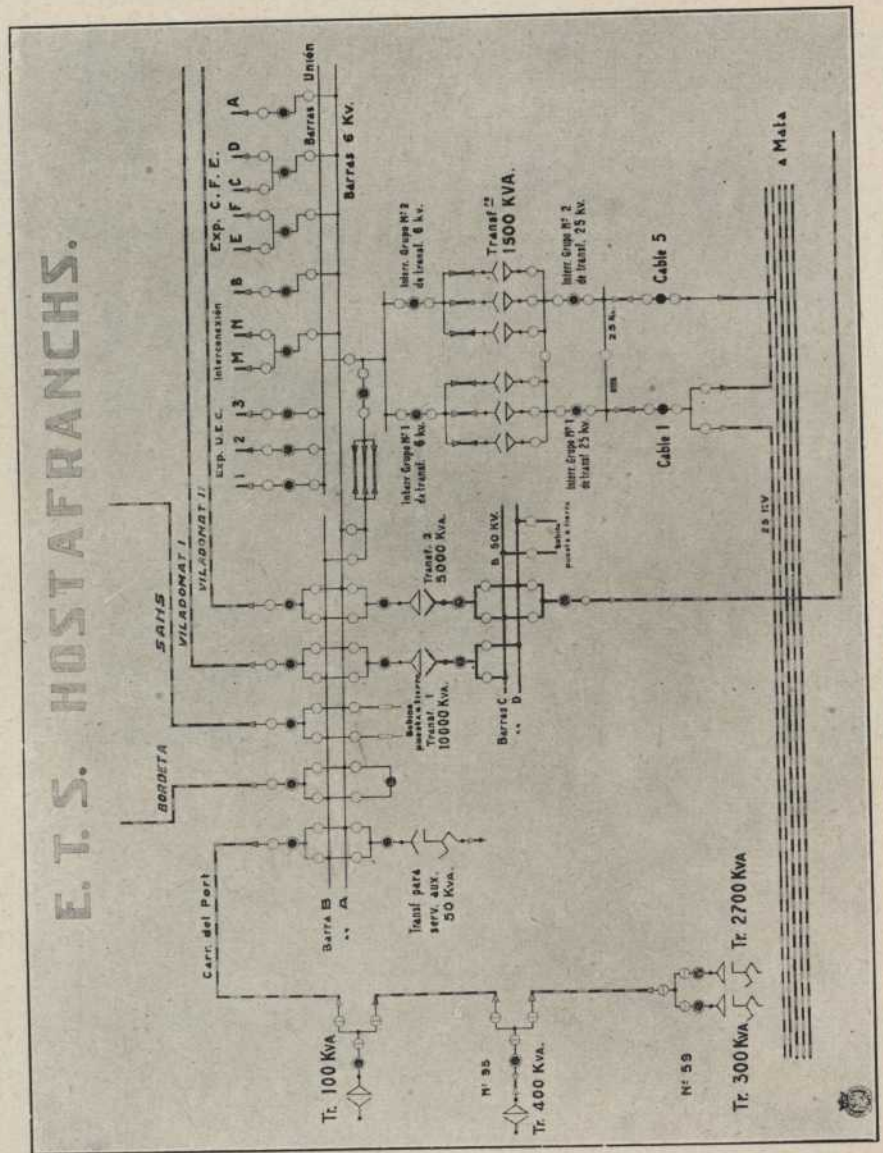 E. T. S. HOSTAFRANCHS.
SANS
VILADOMAT I
VILADOMAT II
BORDETA
Carr. del Port
Exp. U.E.C.
Interconexión
Exp. C. F. E.
1
2
3
M
N
B
E
F
C
D
A
Barras Unión
Barras 6 Kv.
Barra B
" A
Transf para
serv. aux.
50 Kva.
Bobina
puesta a tierra
Transf. 1
10000 Kva.
Transf. 2
5000 Kva.
Interr. Grupo Nº 1
de transf. 6 kv.
Interr. Grupo Nº 2
de transf. 6 kv.
Transf.
1500 KVA.
Barras C
" D
B 50 KV.
Bobina
puesta a tierra
Interr. Grupo Nº 1
de transf. 25 kv.
Interr. Grupo Nº 2
de transf. 25 kv.
Cable 1
Cable 5
25 KV
a Mata
Tr. 100 Kva
Nº 95
Tr. 400 Kva.
Nº 59
Tr. 300 Kva
Tr. 2700 Kva